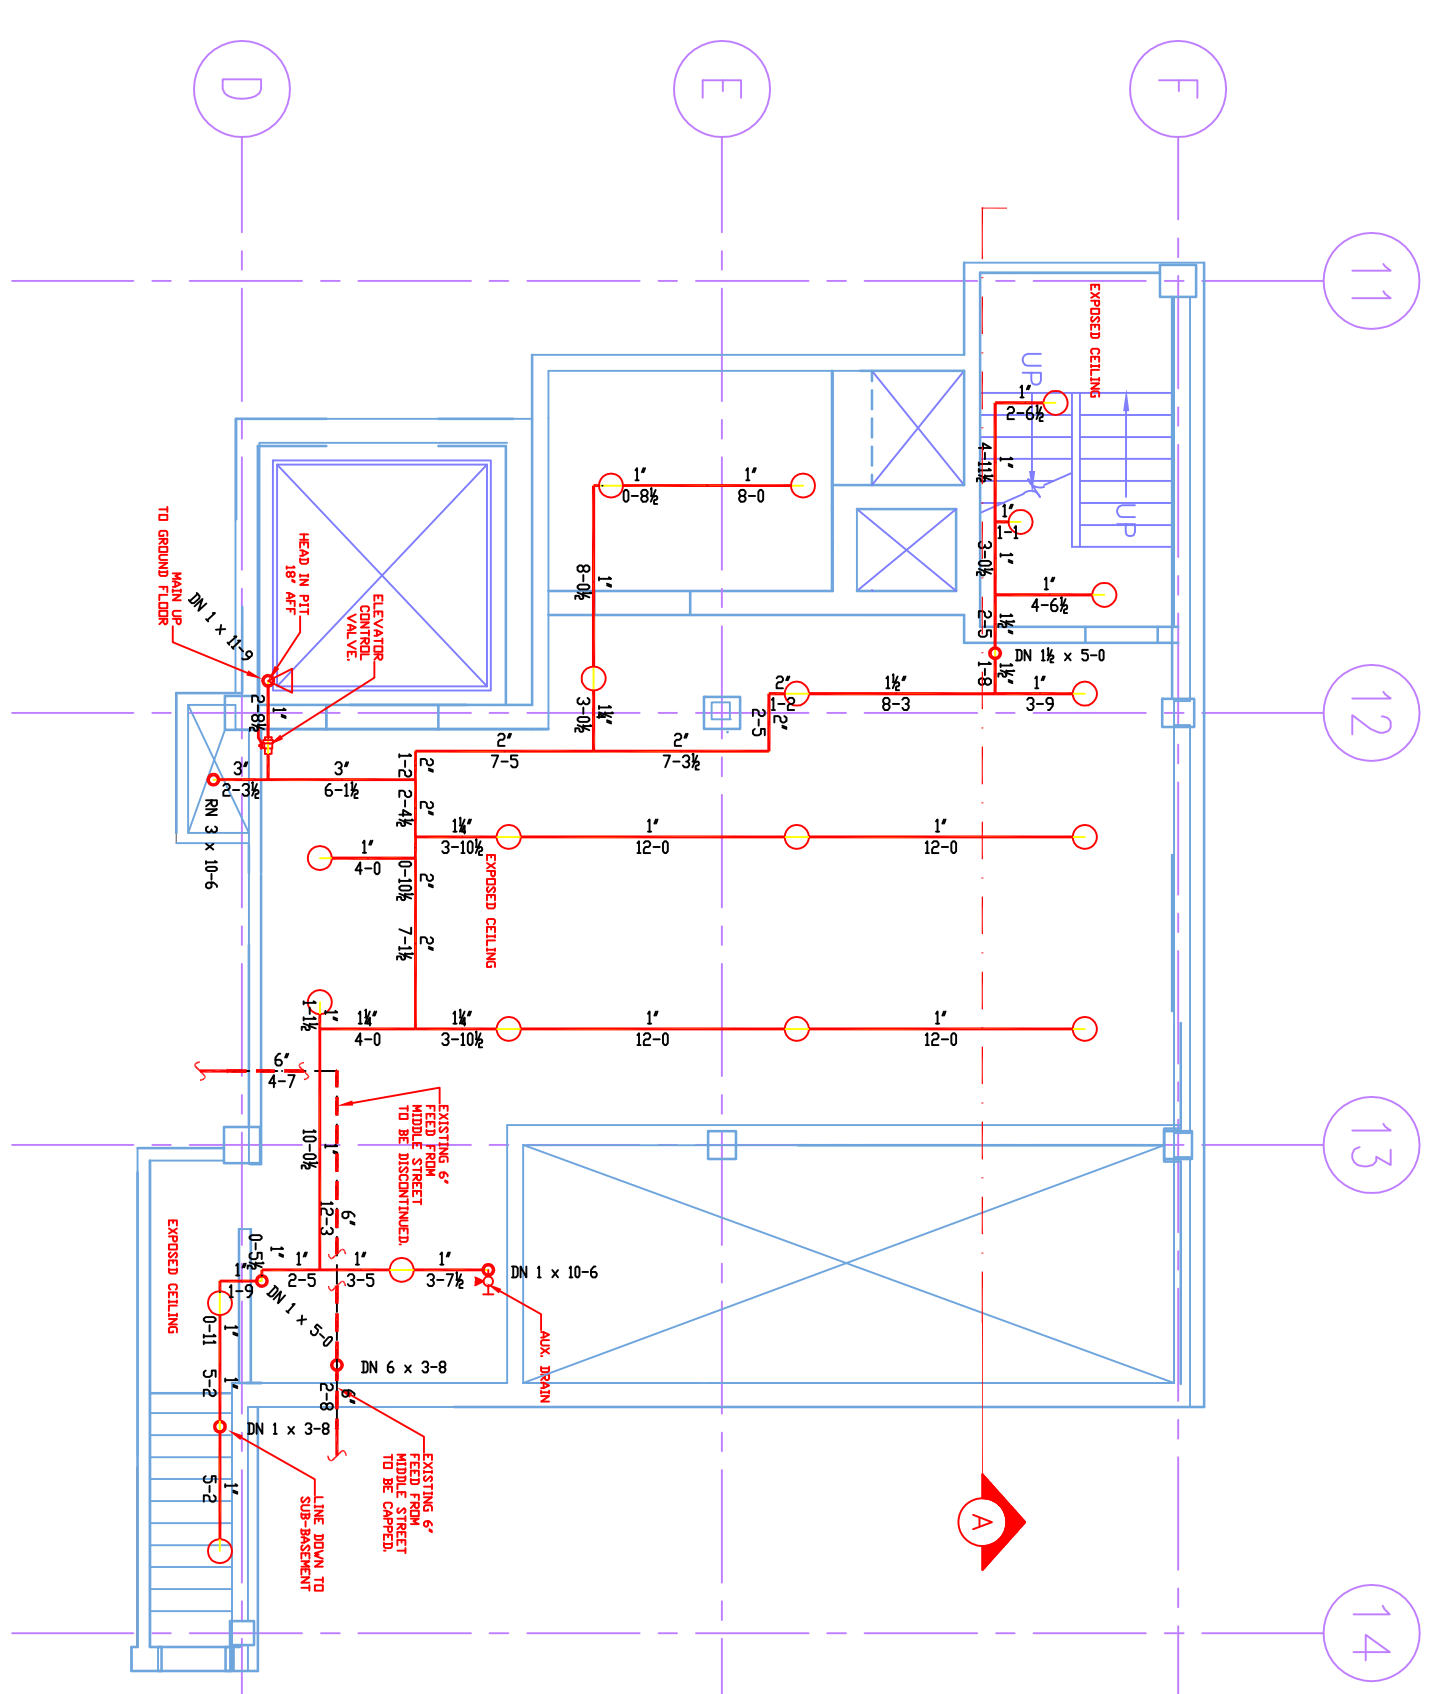 D
E
F
11
12
13
14
EXPOSED CEILING
UP
UP
1"
2-6½
4-11½
1"
1"
1-1
3-0½
1"
1"
4-6½
2-5
1½"
DN 1½ x 5-0
1-8
1½"
1"
0-8½
1"
8-0
8-0½
1"
3-0½
1¼"
2"
1-2
2-5
2"
1½"
8-3
1"
3-9
TO GROUND FLOOR
MAIN UP
HEAD IN PIT
18" AFF
DN 1 x 11-9
ELEVATOR
CONTROL
VALVE.
2-8½
1"
3"
2-3½
3"
6-1½
RN 3 x 10-6
1-2
2"
2"
7-5
2"
7-3½
2-4½
2"
1¼"
3-10½
1"
12-0
1"
12-0
1"
4-0
0-10½
2"
EXPOSED CEILING
7-1½
2"
1-1½
1"
1¼"
4-0
1¼"
3-10½
1"
12-0
1"
12-0
6"
4-7
EXISTING 6"
FEED FROM
MIDDLE STREET
TO BE DISCONTINUED.
10-0½
1"
12-3
6"
EXPOSED CEILING
0-5½
1"
1"
2-5
1"
3-5
1"
3-7½
DN 1 x 10-6
1"
1-9
DN 1 x 5-0
0-11
1"
AUX. DRAIN
5-2
1"
DN 6 x 3-8
2-8
6"
DN 1 x 3-8
5-2
1"
LINE DOWN TO
SUB-BASEMENT
EXISTING 6"
FEED FROM
MIDDLE STREET
TO BE CAPPED.
A